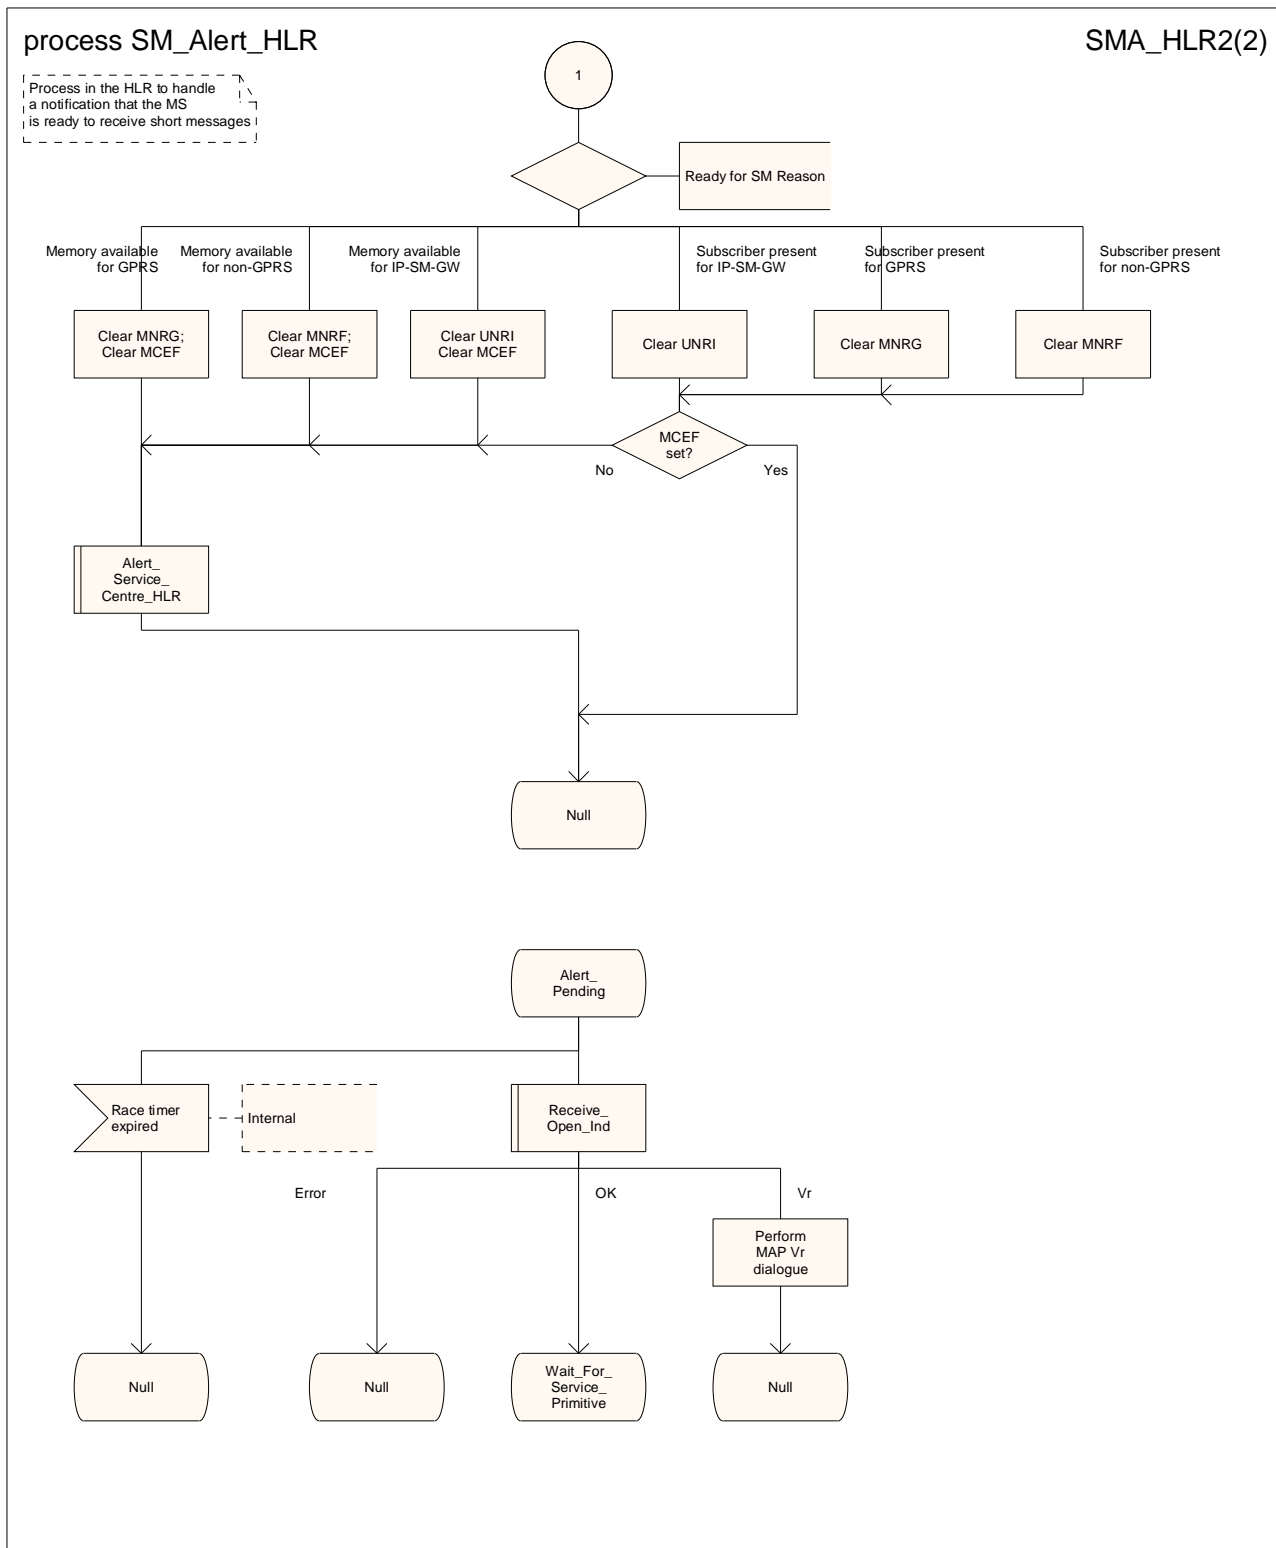 process SM_Alert_HLR
SMA_HLR2(2)
Process in the HLR to handle
a notification that the MS
is ready to receive short messages
1
Ready for SM Reason
Memory available
for GPRS
Memory available
for non-GPRS
Memory available
for IP-SM-GW
Subscriber present
for IP-SM-GW
Subscriber present
for GPRS
Subscriber present
for non-GPRS
Clear MNRG;
Clear MCEF
Clear MNRF;
Clear MCEF
Clear UNRI
Clear MCEF
Clear UNRI
Clear MNRG
Clear MNRF
MCEF
set?
No
Yes
Alert_
Service_
Centre_HLR
Null
Alert_
Pending
Race timer
expired
Internal
Receive_
Open_Ind
Error
OK
Vr
Perform
MAP Vr
dialogue
Null
Null
Wait_For_
Service_
Primitive
Null